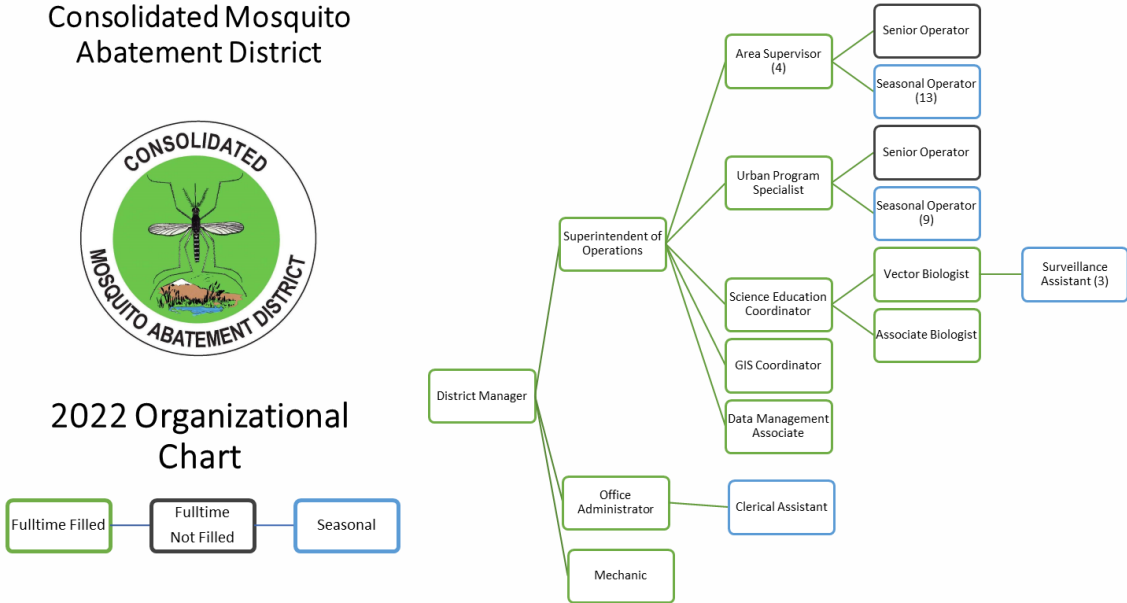 Consolidated Mosquito
Abatement District
CONSOLIDATED
MOSQUITO ABATEMENT DISTRICT
2022 Organizational
Chart
Fulltime Filled
Fulltime
Not Filled
Seasonal
District Manager
Superintendent of
Operations
Area Supervisor
(4)
Senior Operator
Seasonal Operator
(13)
Urban Program
Specialist
Senior Operator
Seasonal Operator
(9)
Science Education
Coordinator
Vector Biologist
Surveillance
Assistant (3)
Associate Biologist
GIS Coordinator
Data Management
Associate
Office
Administrator
Clerical Assistant
Mechanic